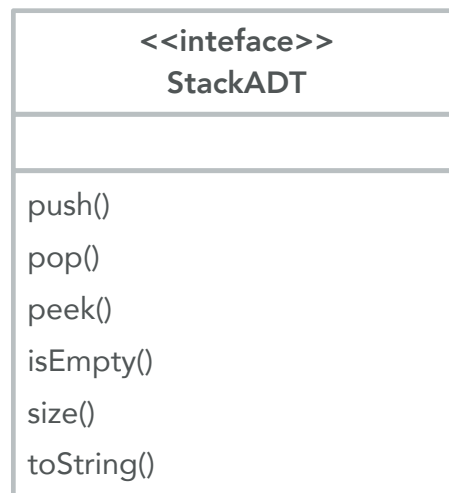 <<inteface>>
StackADT
push()
pop()
peek()
isEmpty()
size()
toString()